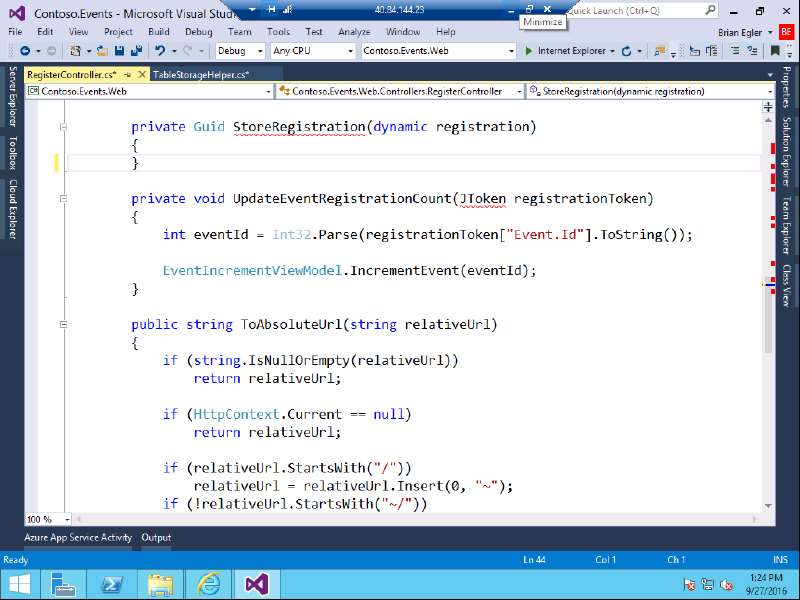 Contoso.Events - Microsoft Visual Stud
40.84.144.23
Quick Launch (Ctrl+Q)
Minimize
File Edit View Project Build Debug Team Tools Test Analyze Window Help
Brian Egler
BE
Debug Any CPU Contoso.Events.Web Internet Explorer
RegisterController.cs* TableStorageHelper.cs*
Contoso.Events.Web Contoso.Events.Web.Controllers.RegisterController StoreRegistration(dynamic registration)
Server Explorer
Toolbox
Cloud Explorer
Properties
Solution Explorer
Team Explorer
Class View
private Guid StoreRegistration(dynamic registration)
{
}
private void UpdateEventRegistrationCount(JToken registrationToken)
{
int eventId = Int32.Parse(registrationToken["Event.Id"].ToString());
EventIncrementViewModel.IncrementEvent(eventId);
}
public string ToAbsoluteUrl(string relativeUrl)
{
if (string.IsNullOrEmpty(relativeUrl))
return relativeUrl;
if (HttpContext.Current == null)
return relativeUrl;
if (relativeUrl.StartsWith("/"))
relativeUrl = relativeUrl.Insert(0, "~");
if (!relativeUrl.StartsWith("~/"))
100 %
Azure App Service Activity Output
Ready Ln 44 Col 1 Ch 1 INS
1:24 PM
9/27/2016